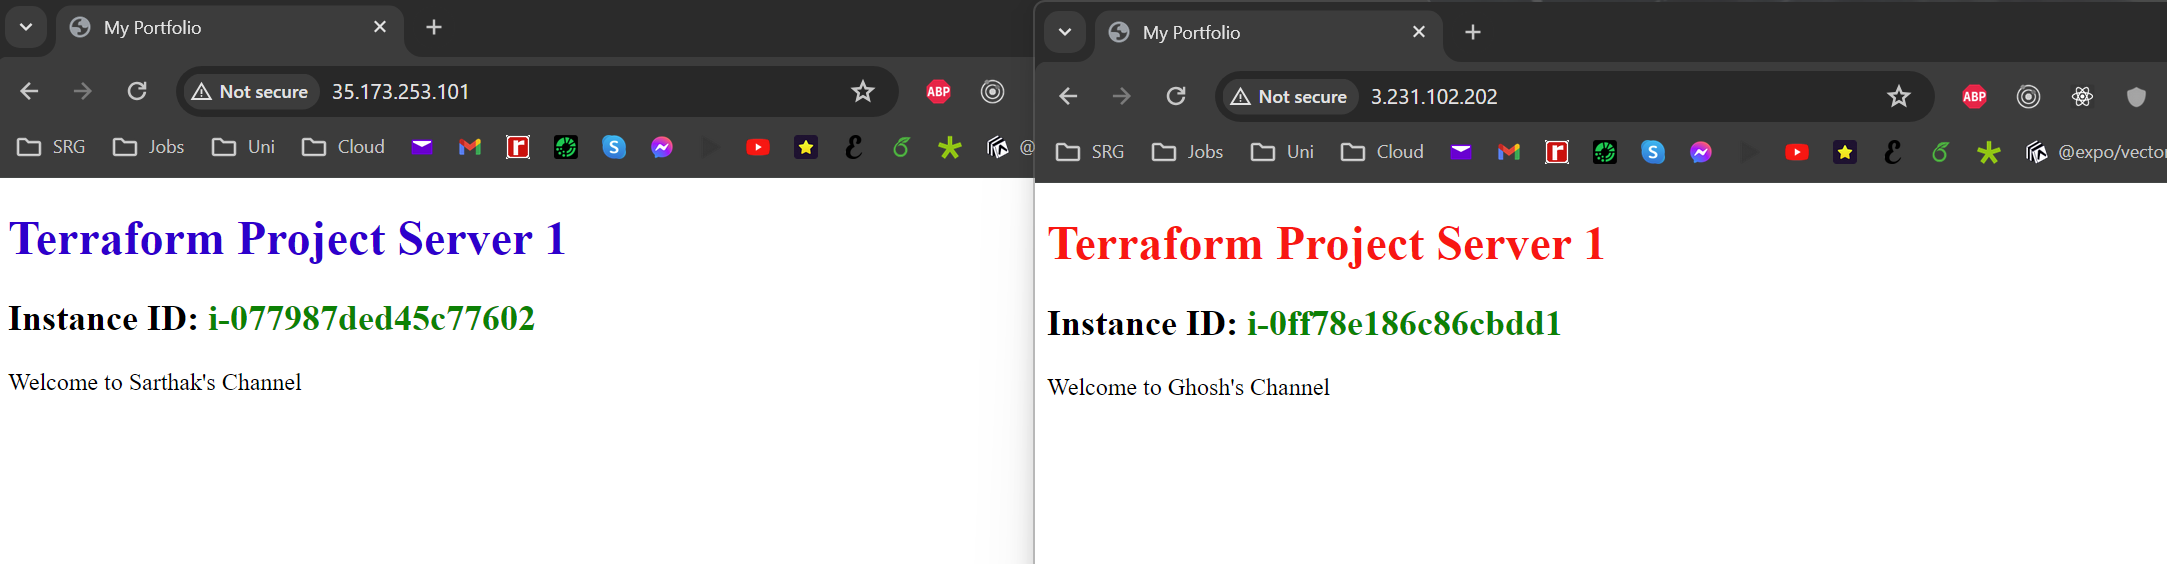 My Portfolio
Not secure 35.173.253.101
ABP
SRG Jobs Uni Cloud @
Terraform Project Server 1
Instance ID: i-077987ded45c77602
Welcome to Sarthak's Channel
My Portfolio
Not secure 3.231.102.202
ABP
SRG Jobs Uni Cloud @expo/vector
Terraform Project Server 1
Instance ID: i-0ff78e186c86cbdd1
Welcome to Ghosh's Channel